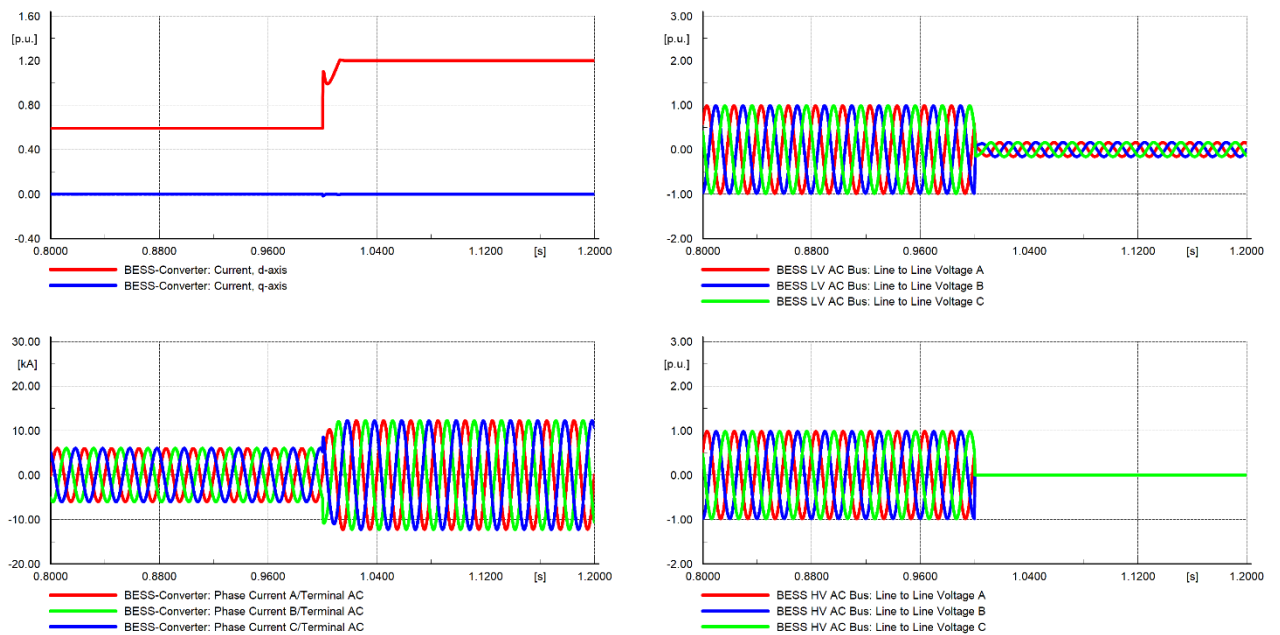 1.60
[p.u.]
1.20
0.80
0.40
0.00
-0.40
0.8000 0.8800 0.9600 1.0400 1.1200 [s] 1.2000
BESS-Converter: Current, d-axis
BESS-Converter: Current, q-axis
3.00
[p.u.]
2.00
1.00
0.00
-1.00
-2.00
0.8000 0.8800 0.9600 1.0400 1.1200 [s] 1.2000
BESS LV AC Bus: Line to Line Voltage A
BESS LV AC Bus: Line to Line Voltage B
BESS LV AC Bus: Line to Line Voltage C
30.00
[kA]
20.00
10.00
0.00
-10.00
-20.00
0.8000 0.8800 0.9600 1.0400 1.1200 [s] 1.2000
BESS-Converter: Phase Current A/Terminal AC
BESS-Converter: Phase Current B/Terminal AC
BESS-Converter: Phase Current C/Terminal AC
3.00
[p.u.]
2.00
1.00
0.00
-1.00
-2.00
0.8000 0.8800 0.9600 1.0400 1.1200 [s] 1.2000
BESS HV AC Bus: Line to Line Voltage A
BESS HV AC Bus: Line to Line Voltage B
BESS HV AC Bus: Line to Line Voltage C